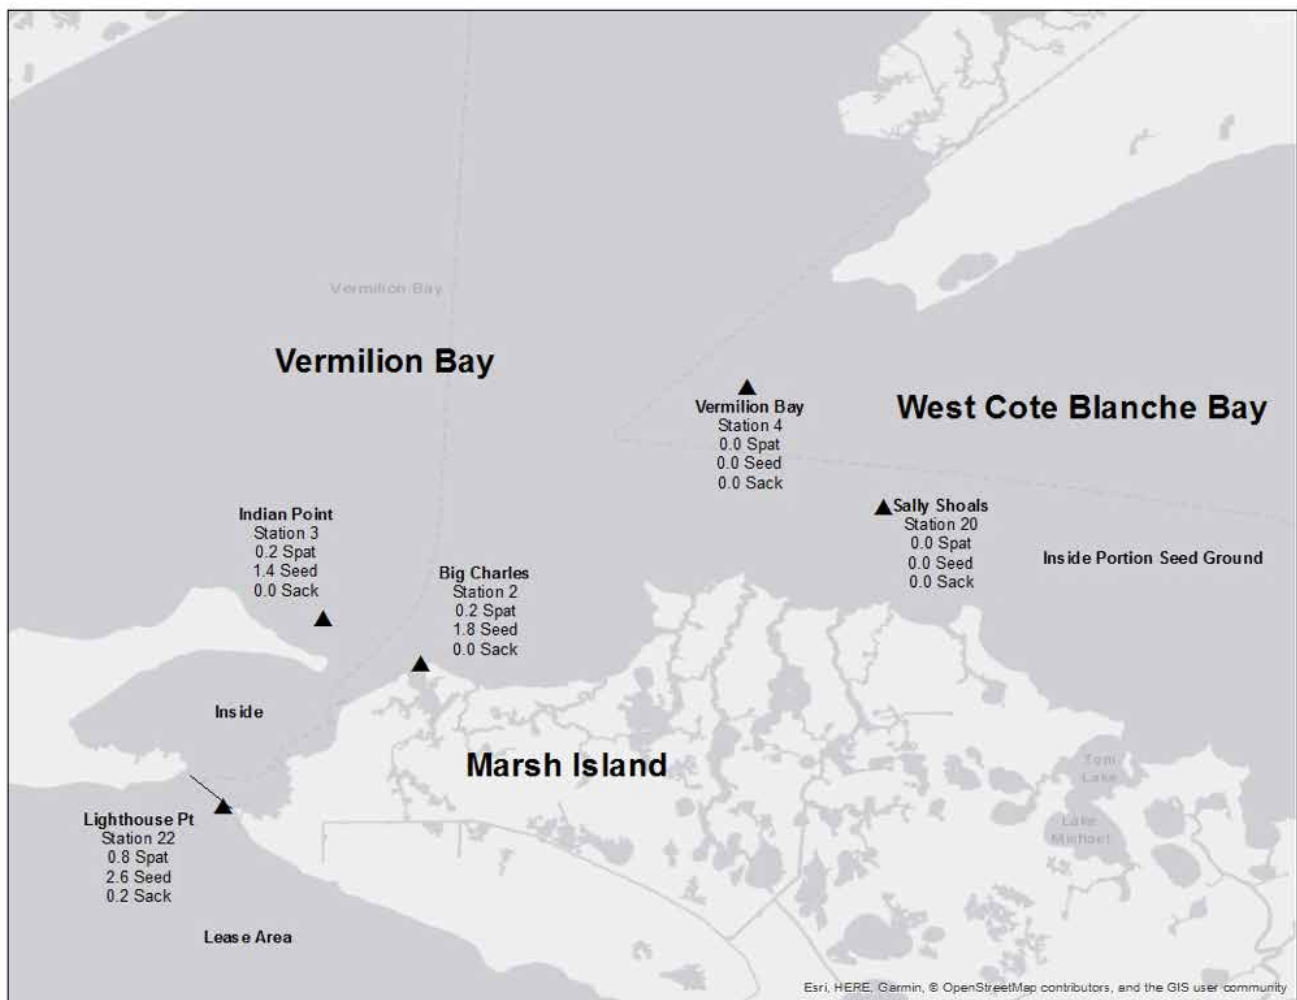 Vermilion Bay
Vermilion Bay
Vermilion Bay
Station 4
0.0 Spat
0.0 Seed
0.0 Sack
West Cote Blanche Bay
Indian Point
Station 3
0.2 Spat
1.4 Seed
0.0 Sack
Sally Shoals
Station 20
0.0 Spat
0.0 Seed
0.0 Sack
Inside Portion Seed Ground
Big Charles
Station 2
0.2 Spat
1.8 Seed
0.0 Sack
Inside
Marsh Island
Tom
Lake
Lake
Michael
Lighthouse Pt
Station 22
0.8 Spat
2.6 Seed
0.2 Sack
Lease Area
Esri, HERE, Garmin, © OpenStreetMap contributors, and the GIS user community